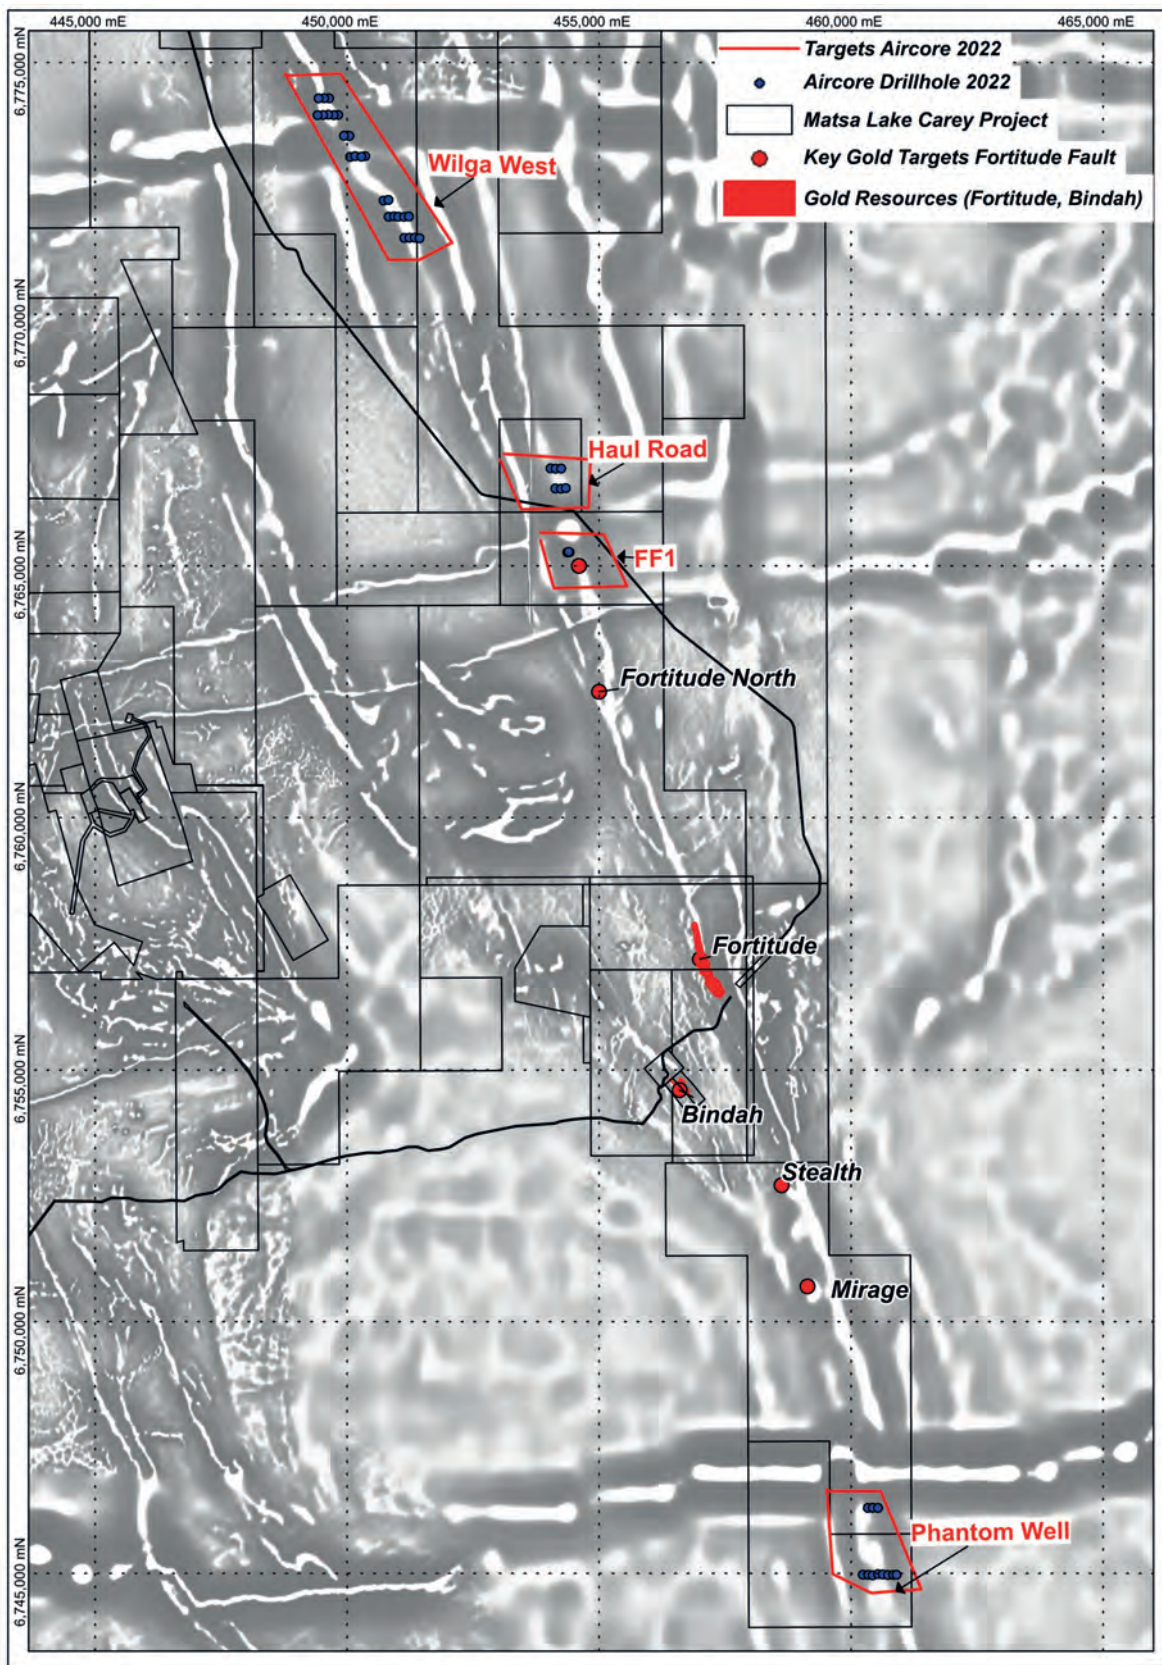 445,000 mE
450,000 mE
455,000 mE
460,000 mE
465,000 mE
Targets Aircore 2022
Aircore Drillhole 2022
Matsa Lake Carey Project
Key Gold Targets Fortitude Fault
Gold Resources (Fortitude, Bindah)
6,775,000 mN
Wilga West
6,770,000 mN
Haul Road
FF1
6,765,000 mN
Fortitude North
6,760,000 mN
Fortitude
6,755,000 mN
Bindah
Stealth
Mirage
6,750,000 mN
Phantom Well
6,745,000 mN